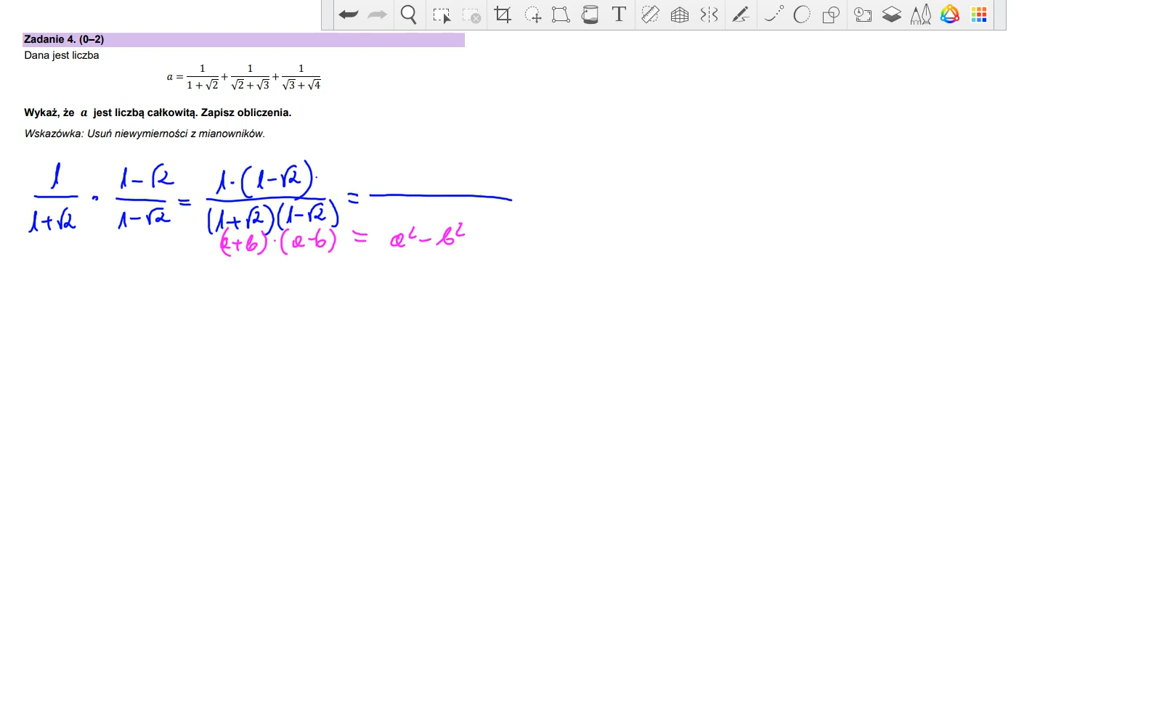 Zadanie 4. (0–2)
Dana jest liczba
a = 1/(1 + √2) + 1/(√2 + √3) + 1/(√3 + √4)
Wykaż, że a jest liczbą całkowitą. Zapisz obliczenia.
Wskazówka: Usuń niewymierności z mianowników.
1/(1+√2) · (1-√2)/(1-√2) = 1·(1-√2)/((1+√2)(1-√2)) =
(a+b)·(a-b) = a²-b²